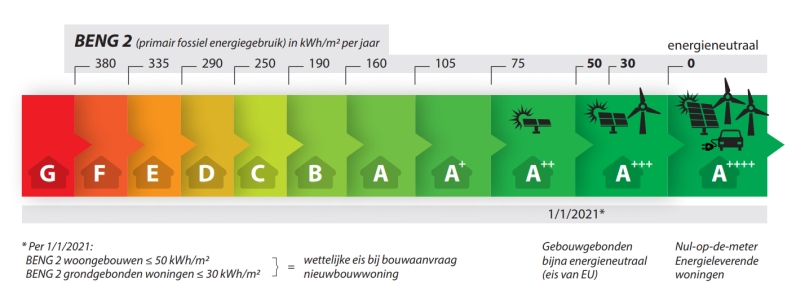 BENG 2 (primair fossiel energiegebruik) in kWh/m² per jaar
energieneutraal
380 335 290 250 190 160 105 75 50 30 0
G F E D C B A A+ A++ A+++ A++++
1/1/2021*
* Per 1/1/2021:
BENG 2 woongebouwen ≤ 50 kWh/m²
BENG 2 grondgebonden woningen ≤ 30 kWh/m²
= wettelijke eis bij bouwaanvraag
nieuwbouwwoning
Gebouwgebonden
bijna energieneutraal
(eis van EU)
Nul-op-de-meter
Energieleverende
woningen